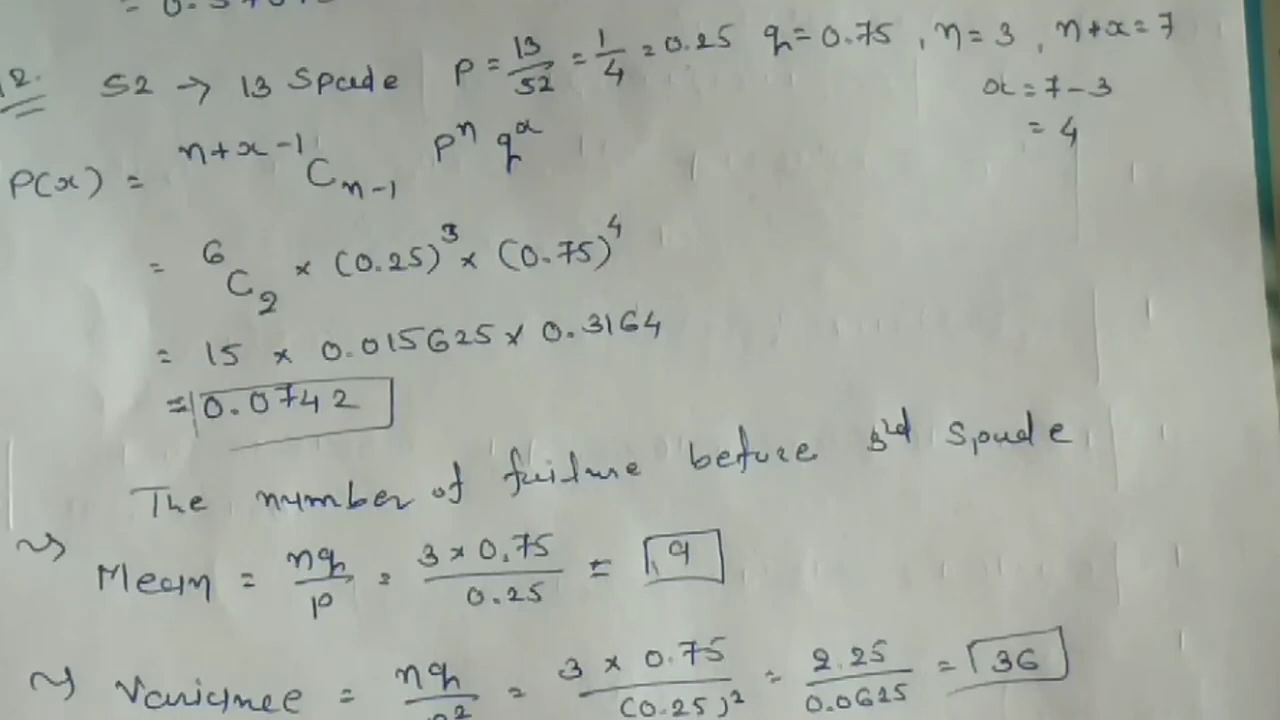 12. 52 → 13 Spade P = 13/52 = 1/4 = 0.25 q = 0.75 , n = 3 , n+x = 7
x = 7 - 3
= 4
P(x) = n+x-1 C n-1 p^n q^x
= 6 C 2 × (0.25)^3 × (0.75)^4
= 15 × 0.015625 × 0.3164
= 0.0742
The number of failure before 3rd Spade
Mean = nq/p = 3 × 0.75 / 0.25 = 9
Variance = nq/p^2 = 3 × 0.75 / (0.25)^2 = 2.25 / 0.0625 = 36